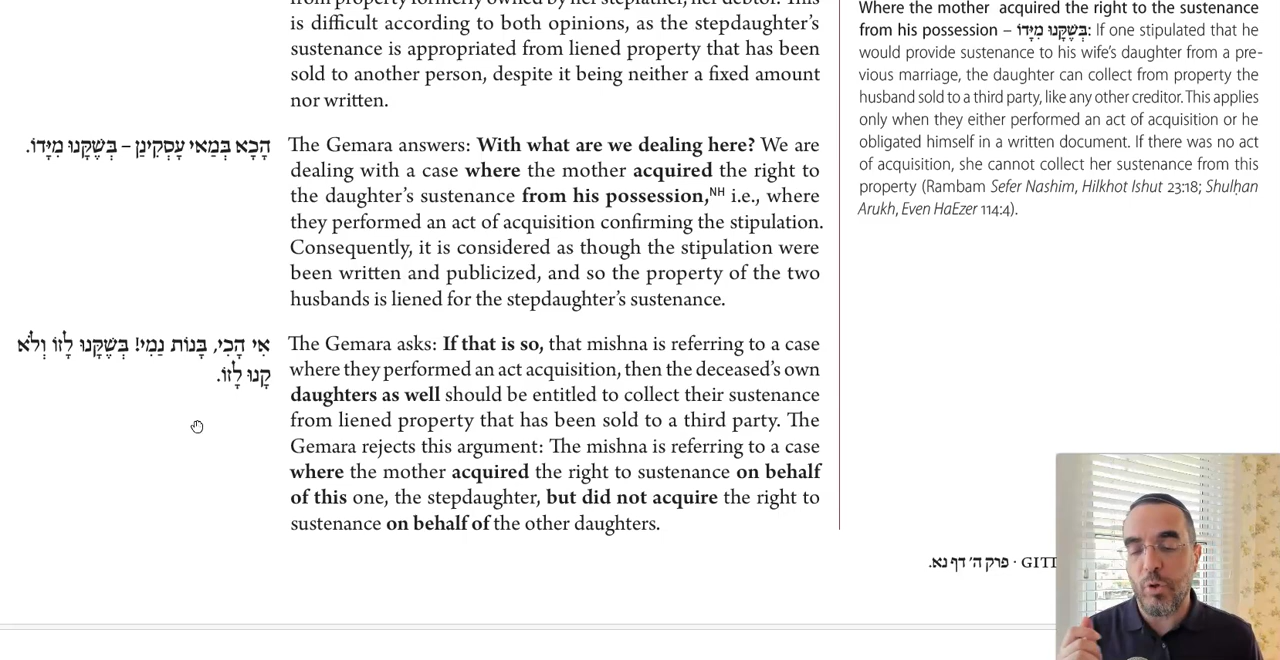 is difficult according to both opinions, as the stepdaughter's
sustenance is appropriated from liened property that has been
sold to another person, despite it being neither a fixed amount
nor written.
הָכָא בְּמַאי עָסְקִינַן – בְּשֶׁקָּנוּ מִיָּדוֹ.
The Gemara answers: With what are we dealing here? We are
dealing with a case where the mother acquired the right to
the daughter's sustenance from his possession,NH i.e., where
they performed an act of acquisition confirming the stipulation.
Consequently, it is considered as though the stipulation were
been written and publicized, and so the property of the two
husbands is liened for the stepdaughter's sustenance.
אִי הָכִי, בָּנוֹת נַמִי! בְּשֶׁקָּנוּ לָזוֹ וְלֹא
קָנוּ לָזוֹ.
The Gemara asks: If that is so, that mishna is referring to a case
where they performed an act acquisition, then the deceased's own
daughters as well should be entitled to collect their sustenance
from liened property that has been sold to a third party. The
Gemara rejects this argument: The mishna is referring to a case
where the mother acquired the right to sustenance on behalf
of this one, the stepdaughter, but did not acquire the right to
sustenance on behalf of the other daughters.
Where the mother acquired the right to the sustenance
from his possession – בְּשֶׁקָּנוּ מִיָּדוֹ: If one stipulated that he
would provide sustenance to his wife's daughter from a pre-
vious marriage, the daughter can collect from property the
husband sold to a third party, like any other creditor. This applies
only when they either performed an act of acquisition or he
obligated himself in a written document. If there was no act
of acquisition, she cannot collect her sustenance from this
property (Rambam Sefer Nashim, Hilkhot Ishut 23:18; Shulḥan
Arukh, Even HaEzer 114:4).
פרק ה׳ דף נא. · GITT